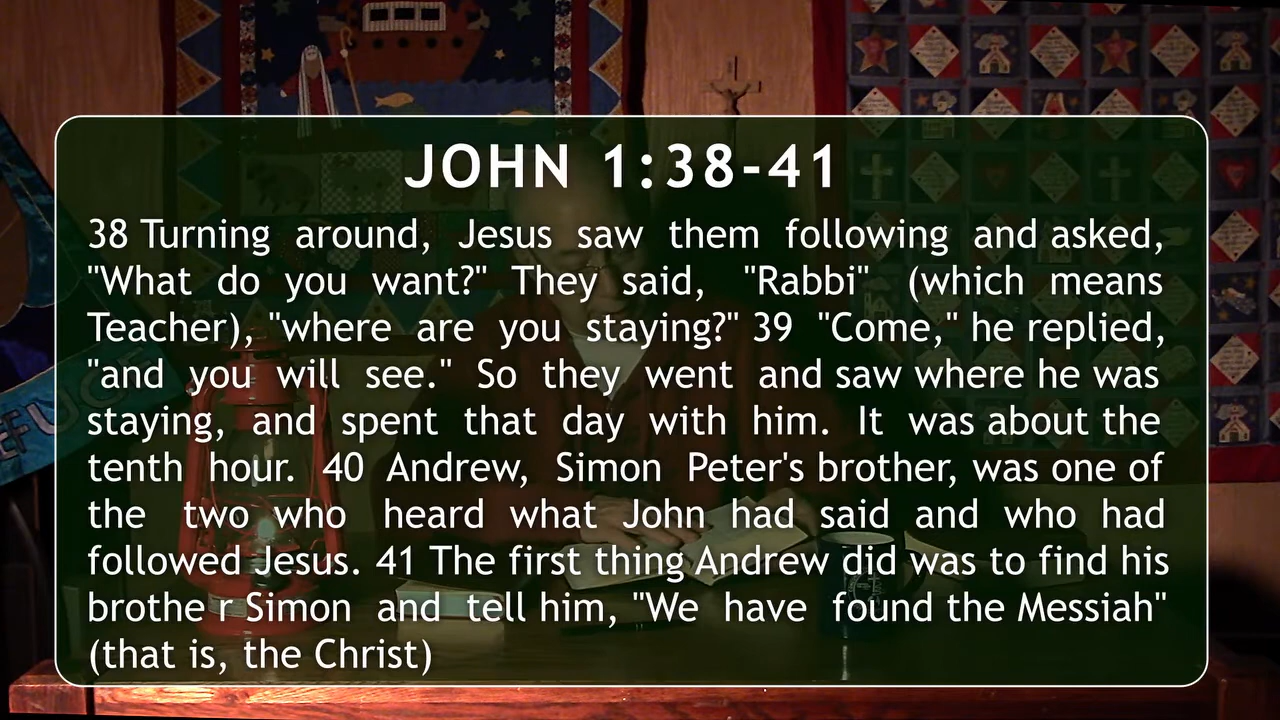 JOHN 1:38-41
38 Turning around, Jesus saw them following and asked,
"What do you want?" They said, "Rabbi" (which means
Teacher), "where are you staying?" 39 "Come," he replied,
"and you will see." So they went and saw where he was
staying, and spent that day with him. It was about the
tenth hour. 40 Andrew, Simon Peter's brother, was one of
the two who heard what John had said and who had
followed Jesus. 41 The first thing Andrew did was to find his
brothe r Simon and tell him, "We have found the Messiah"
(that is, the Christ)